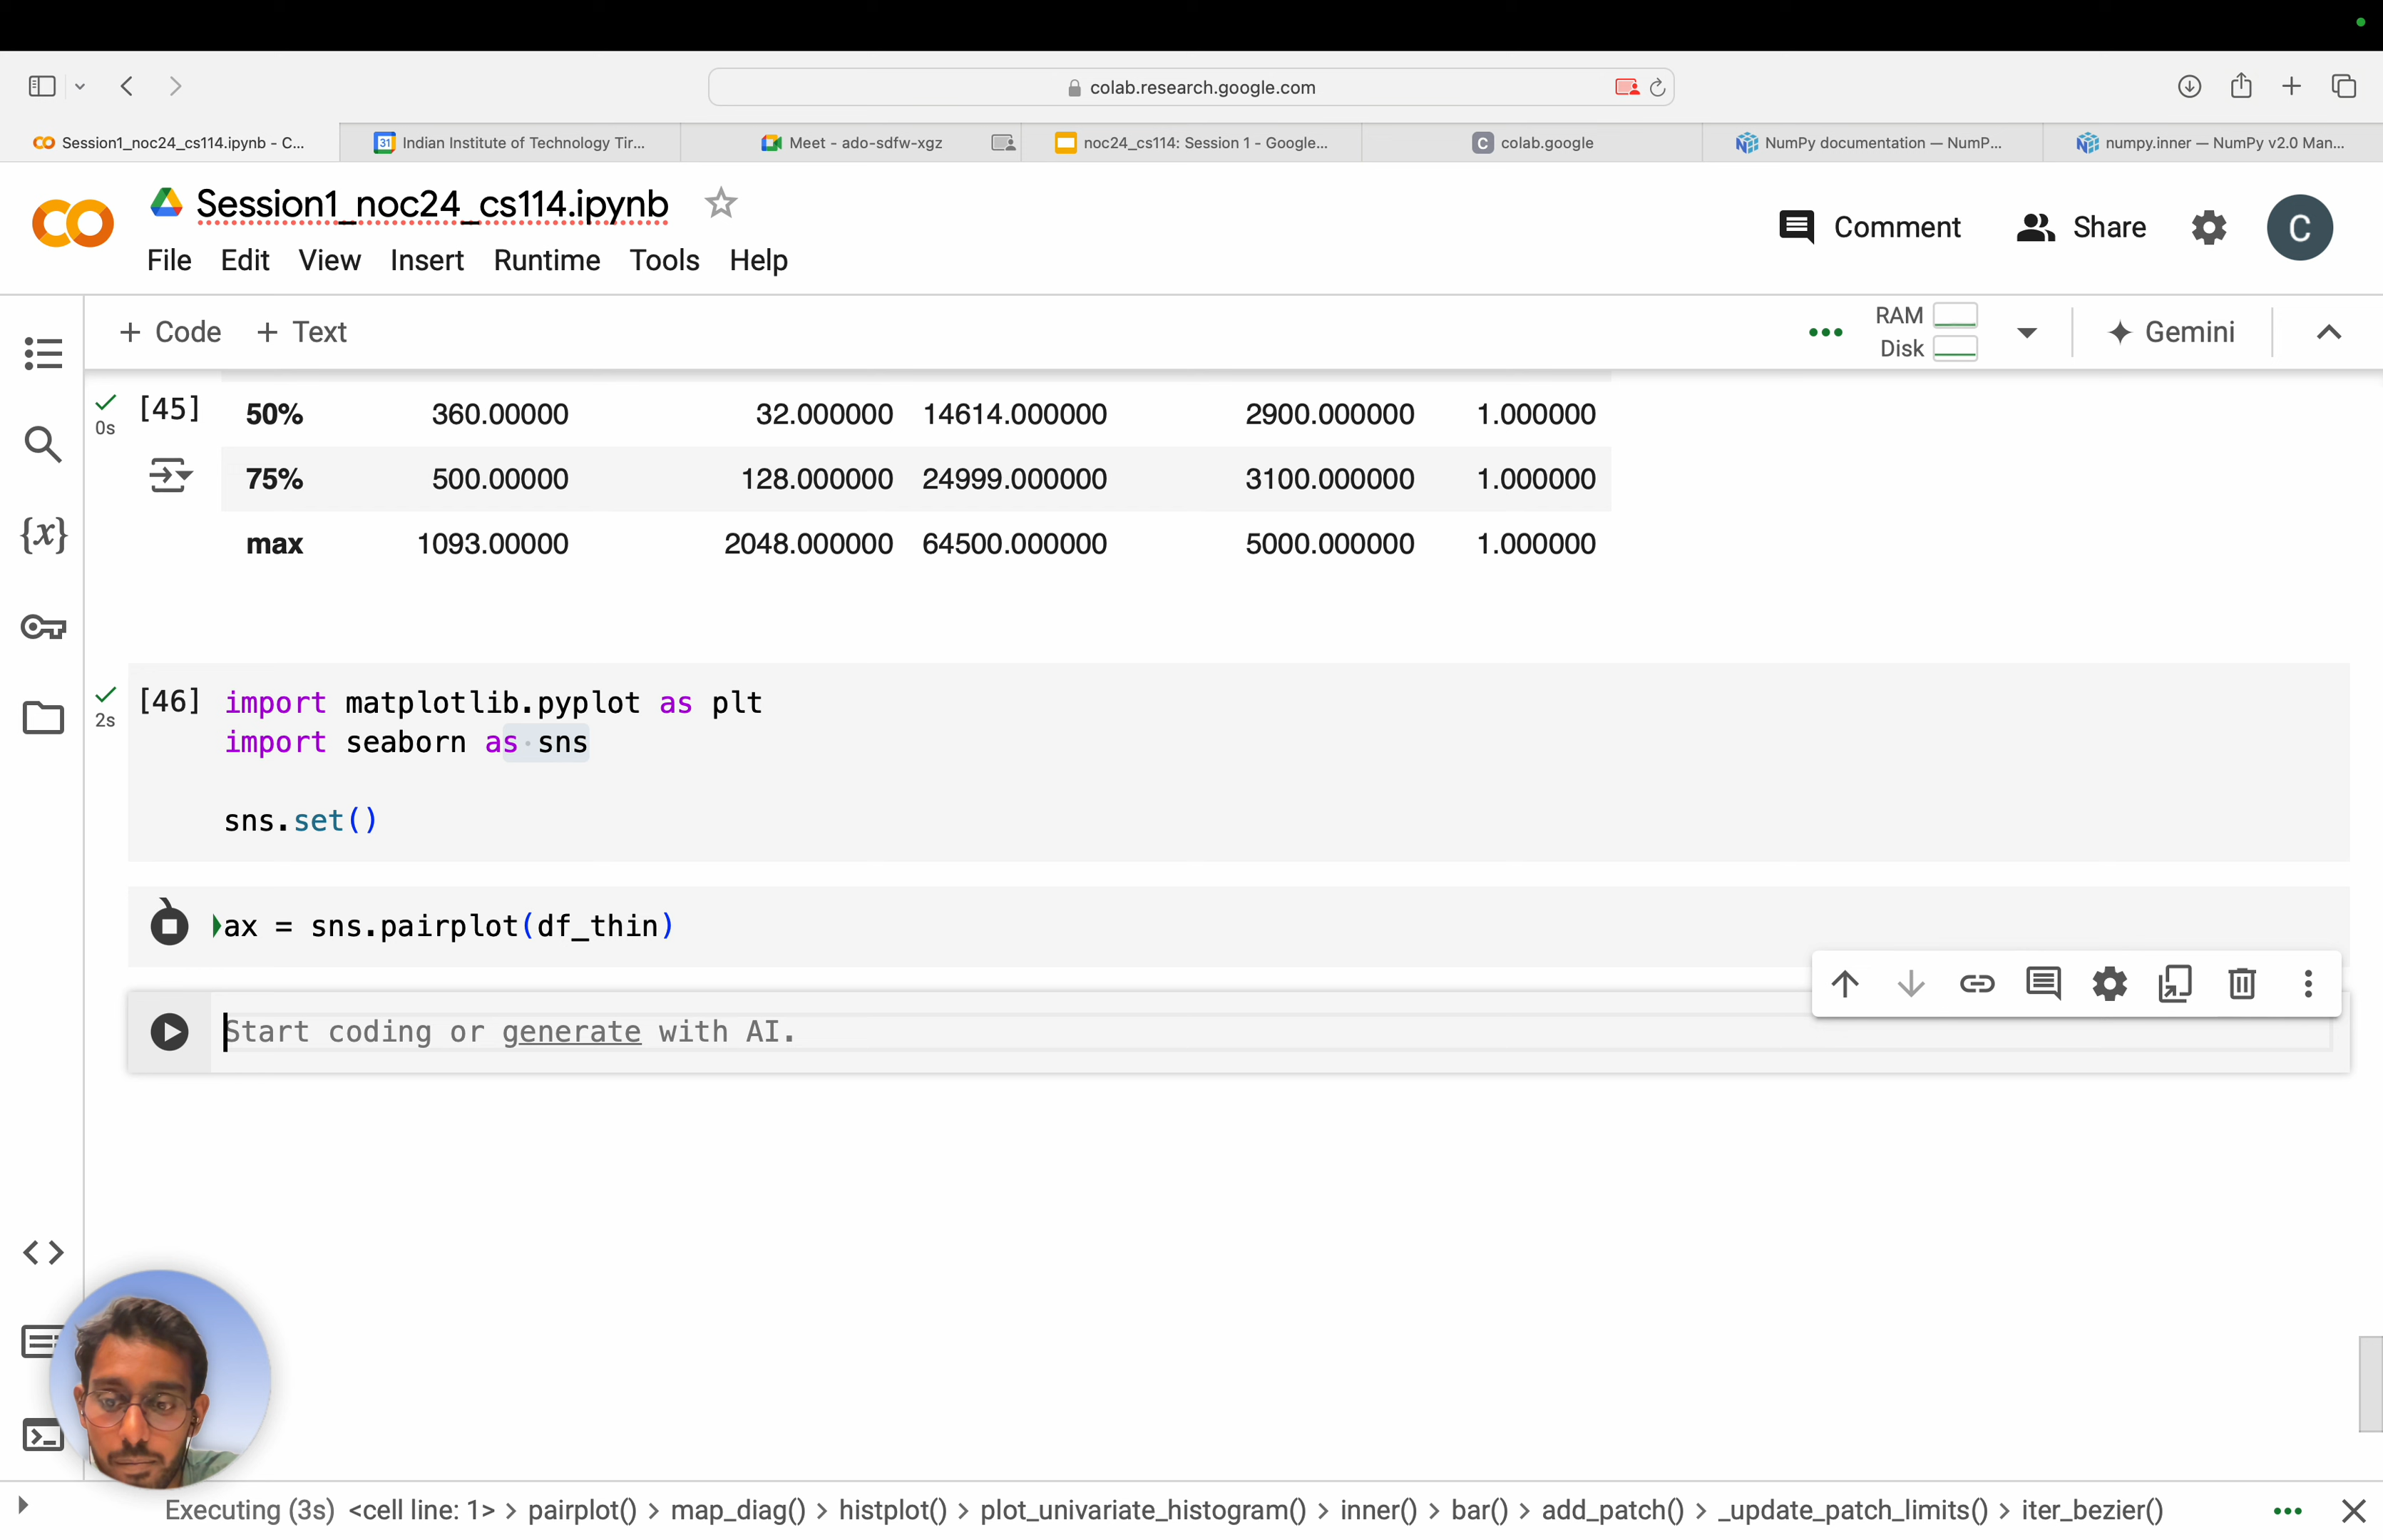 colab.research.google.com
Session1_noc24_cs114.ipynb - C...
31 Indian Institute of Technology Tir...
Meet - ado-sdfw-xgz
noc24_cs114: Session 1 - Google...
C colab.google
NumPy documentation — NumP...
numpy.inner — NumPy v2.0 Man...
Session1_noc24_cs114.ipynb
Comment Share C
File Edit View Insert Runtime Tools Help
+ Code + Text
RAM
Disk
Gemini
[45] 50% 360.00000 32.000000 14614.000000 2900.000000 1.000000
0s
75% 500.00000 128.000000 24999.000000 3100.000000 1.000000
max 1093.00000 2048.000000 64500.000000 5000.000000 1.000000
{x}
[46] import matplotlib.pyplot as plt
2s
import seaborn as sns
sns.set()
ax = sns.pairplot(df_thin)
Start coding or generate with AI.
Executing (3s) <cell line: 1> > pairplot() > map_diag() > histplot() > plot_univariate_histogram() > inner() > bar() > add_patch() > _update_patch_limits() > iter_bezier()